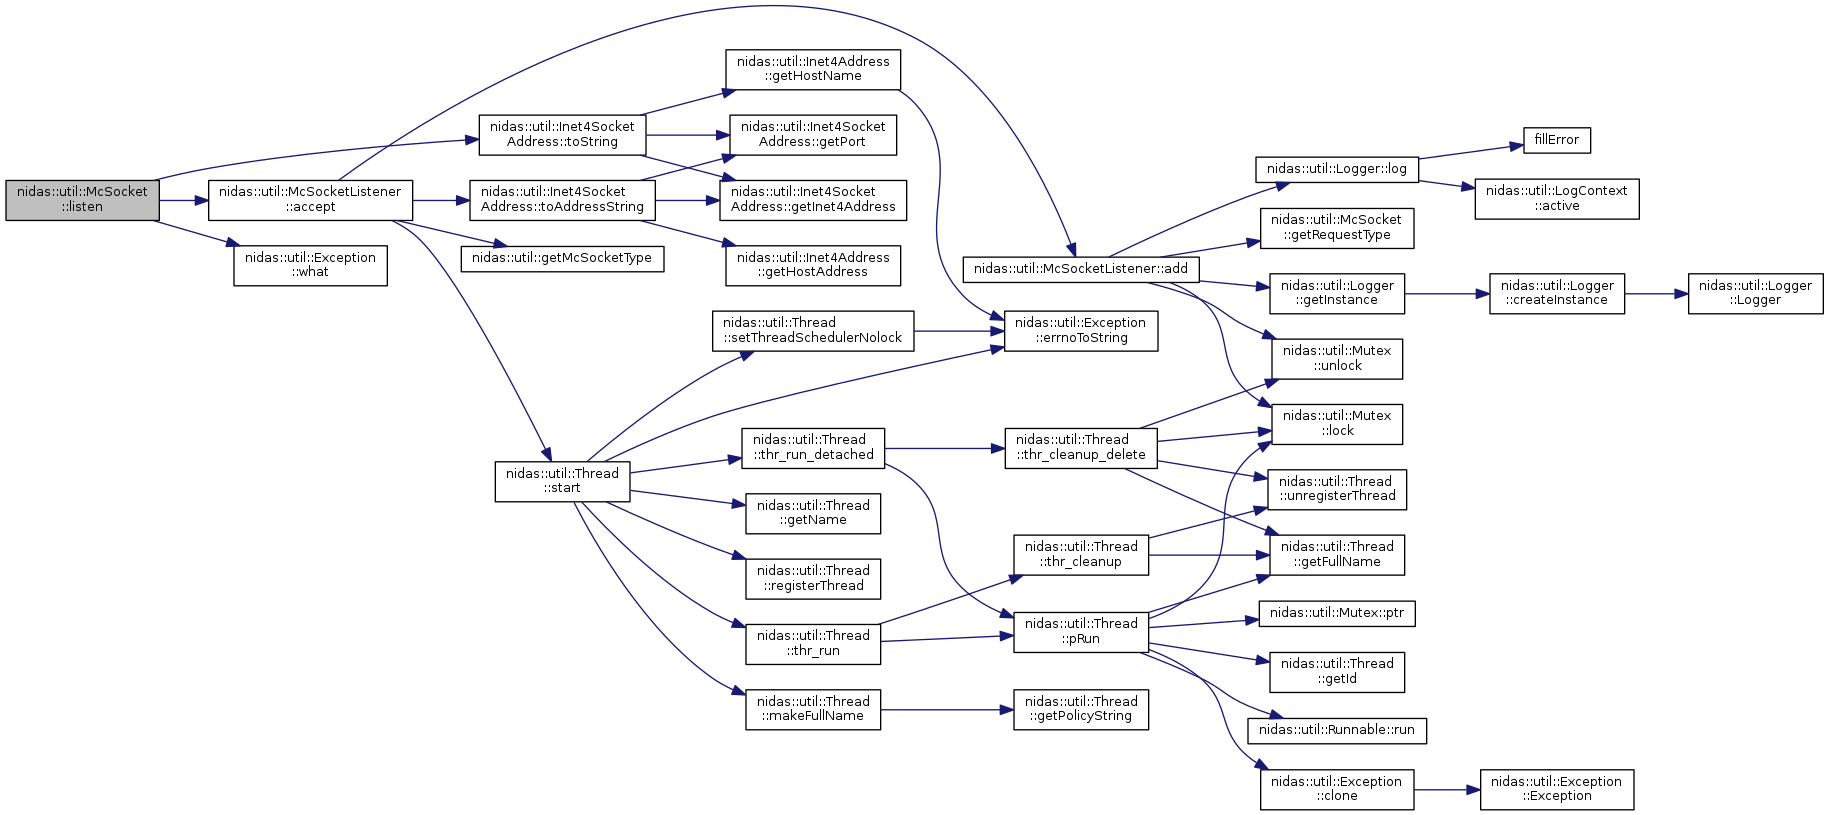 nidas::util::McSocket
::listen
nidas::util::McSocketListener
::accept
nidas::util::Exception
::what
nidas::util::Inet4Socket
Address::toString
nidas::util::Inet4Socket
Address::toAddressString
nidas::util::getMcSocketType
nidas::util::Thread
::start
nidas::util::Inet4Address
::getHostName
nidas::util::Inet4Socket
Address::getPort
nidas::util::Inet4Socket
Address::getInet4Address
nidas::util::Inet4Address
::getHostAddress
nidas::util::Thread
::setThreadSchedulerNolock
nidas::util::Thread
::thr_run_detached
nidas::util::Thread
::getName
nidas::util::Thread
::registerThread
nidas::util::Thread
::thr_run
nidas::util::Thread
::makeFullName
nidas::util::McSocketListener::add
nidas::util::Exception
::errnoToString
nidas::util::Thread
::thr_cleanup_delete
nidas::util::Thread
::thr_cleanup
nidas::util::Thread
::pRun
nidas::util::Thread
::getPolicyString
nidas::util::Logger::log
nidas::util::McSocket
::getRequestType
nidas::util::Logger
::getInstance
nidas::util::Mutex
::unlock
nidas::util::Mutex
::lock
nidas::util::Thread
::unregisterThread
nidas::util::Thread
::getFullName
nidas::util::Mutex::ptr
nidas::util::Thread
::getId
nidas::util::Runnable::run
nidas::util::Exception
::clone
fillError
nidas::util::LogContext
::active
nidas::util::Logger
::createInstance
nidas::util::Logger
::Logger
nidas::util::Exception
::Exception